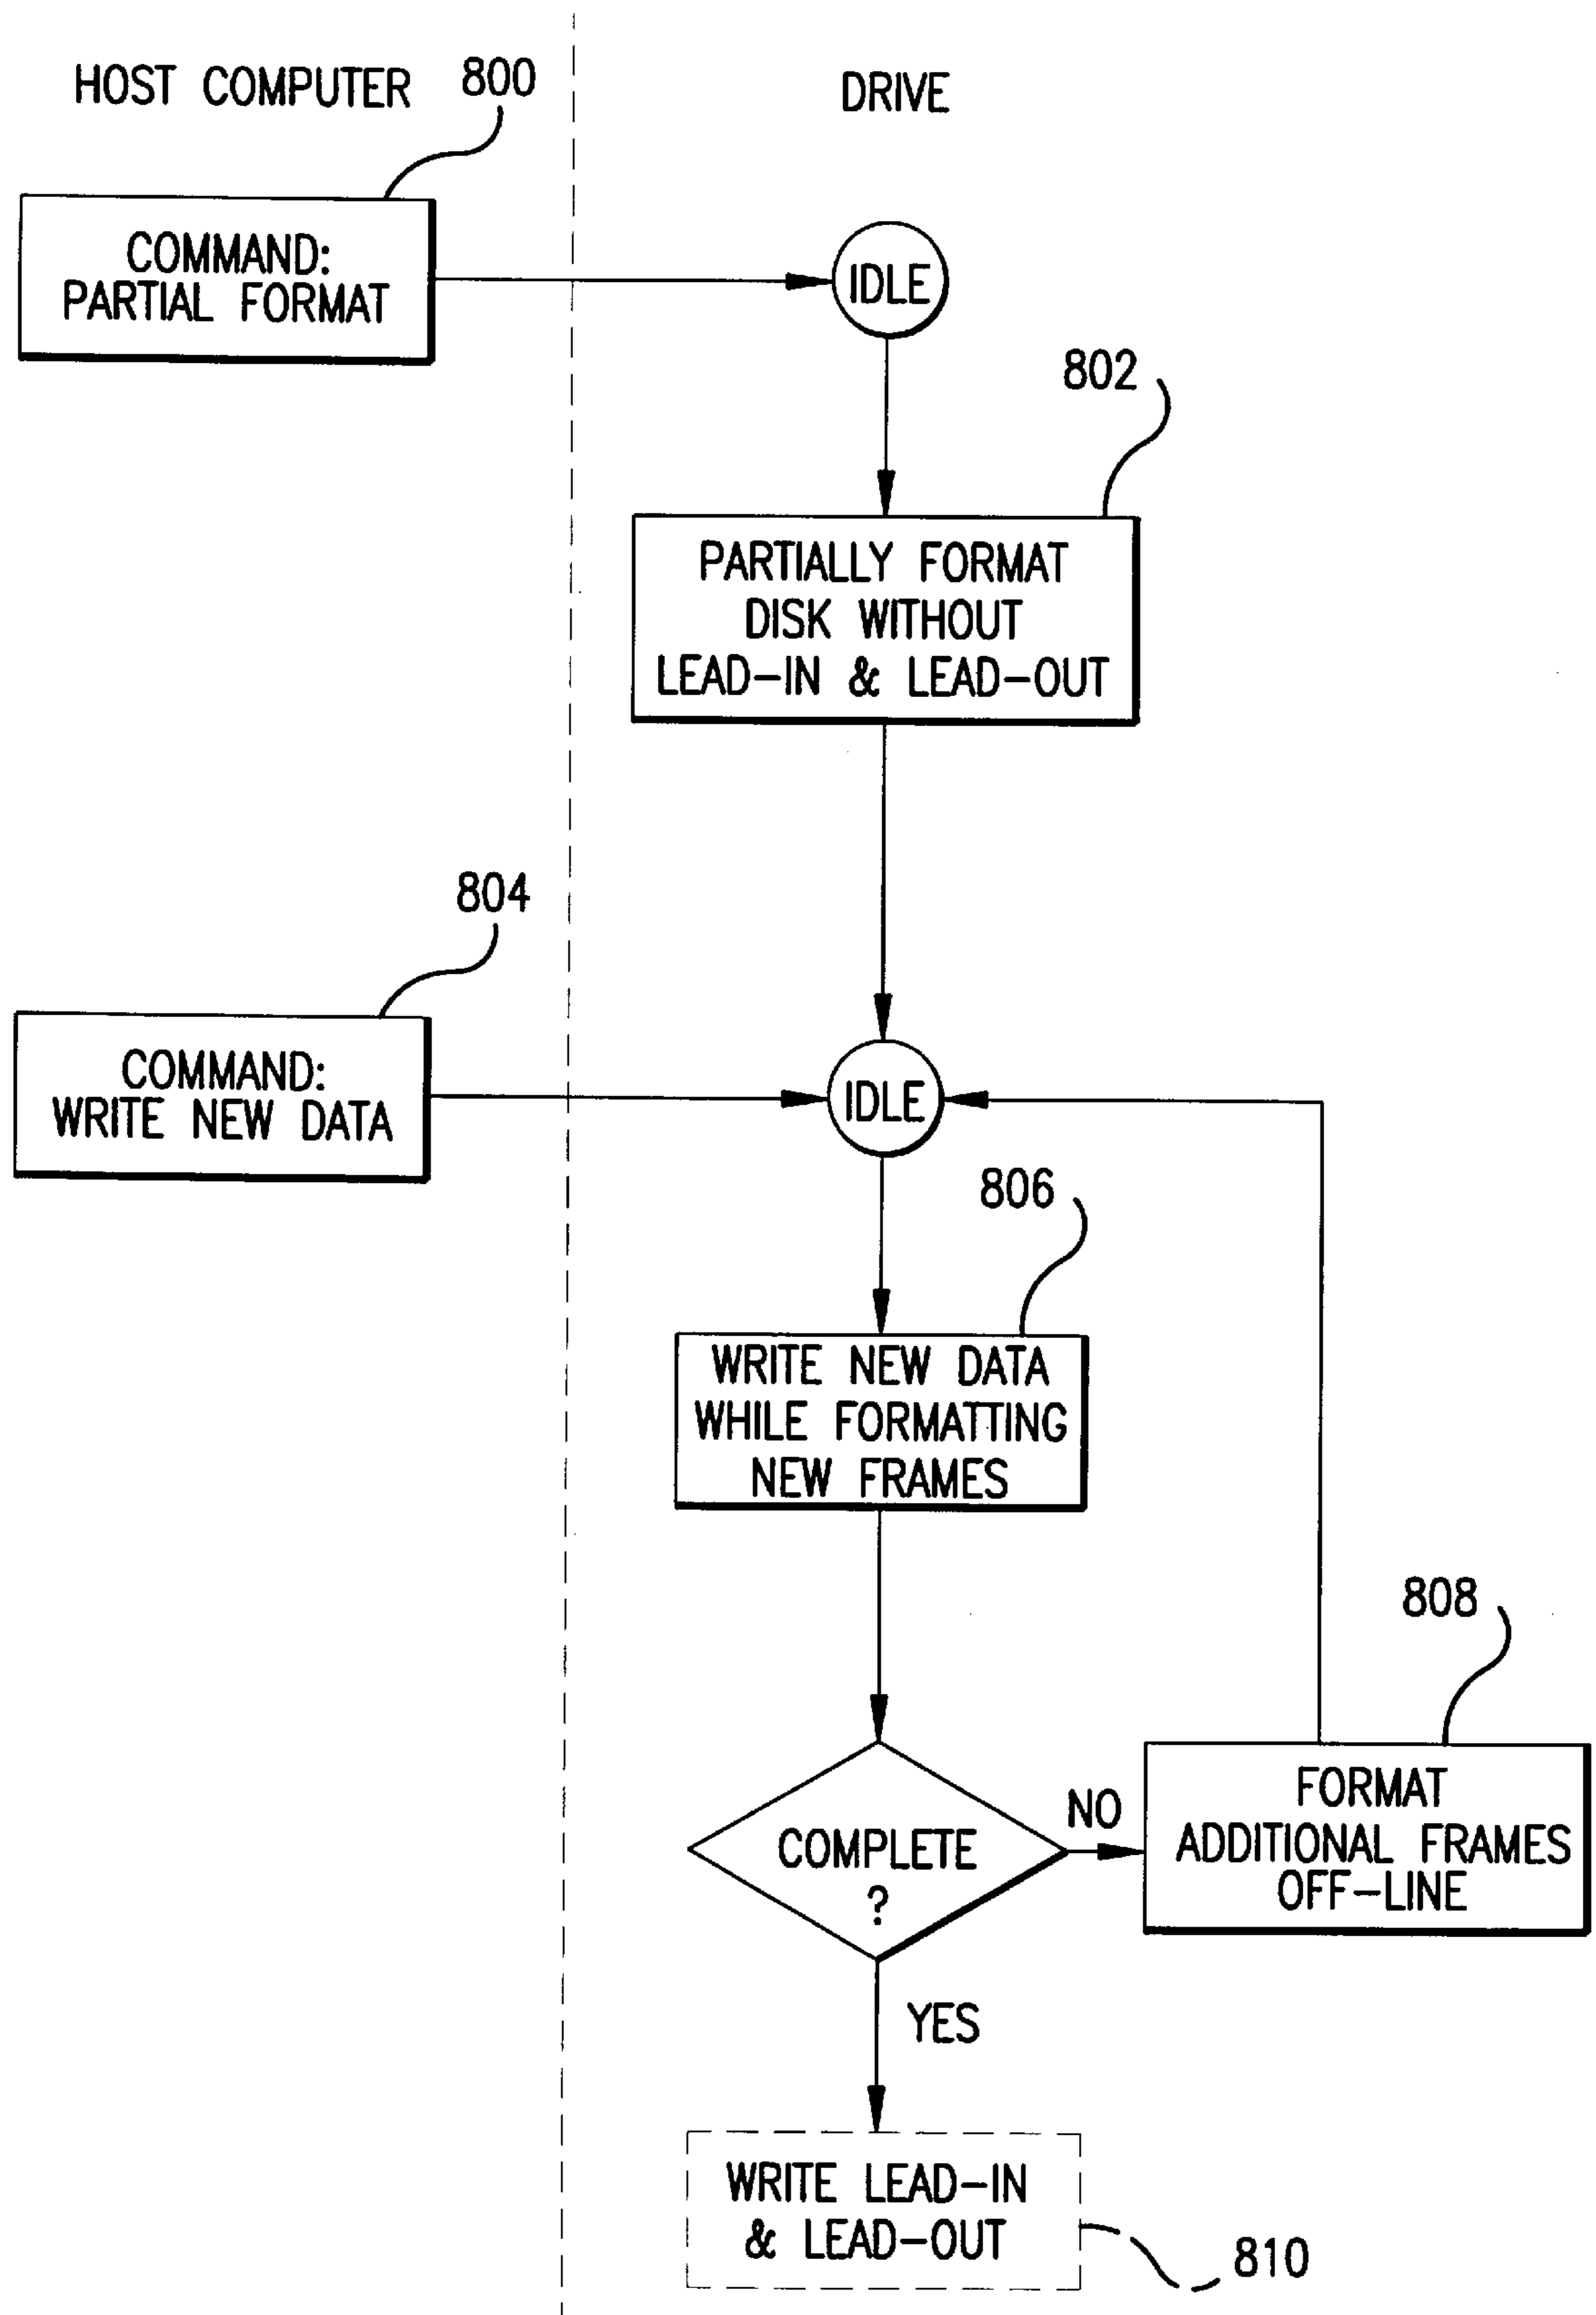 HOST COMPUTER
800
DRIVE
COMMAND:
PARTIAL FORMAT
IDLE
802
PARTIALLY FORMAT
DISK WITHOUT
LEAD-IN & LEAD-OUT
804
COMMAND:
WRITE NEW DATA
IDLE
806
WRITE NEW DATA
WHILE FORMATTING
NEW FRAMES
808
COMPLETE
?
NO
FORMAT
ADDITIONAL FRAMES
OFF-LINE
YES
WRITE LEAD-IN
& LEAD-OUT
810